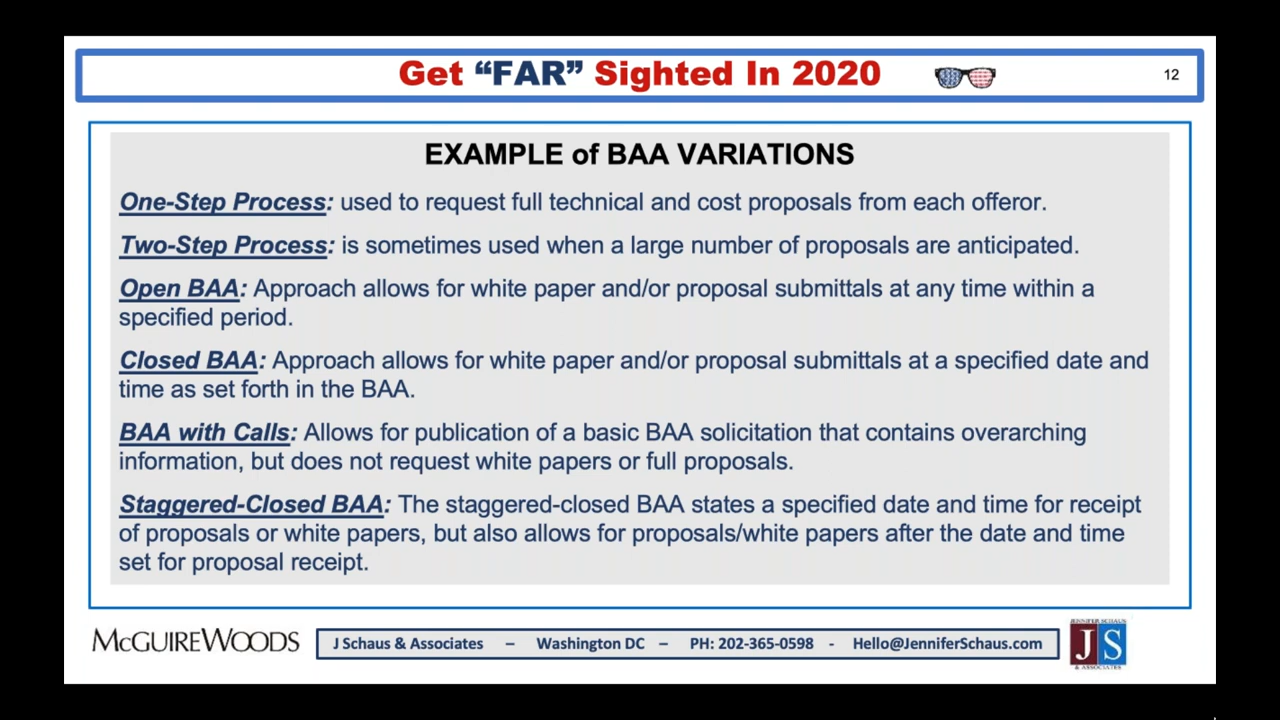 Get “FAR” Sighted In 2020
12
EXAMPLE of BAA VARIATIONS
One-Step Process: used to request full technical and cost proposals from each offeror.
Two-Step Process: is sometimes used when a large number of proposals are anticipated.
Open BAA: Approach allows for white paper and/or proposal submittals at any time within a
specified period.
Closed BAA: Approach allows for white paper and/or proposal submittals at a specified date and
time as set forth in the BAA.
BAA with Calls: Allows for publication of a basic BAA solicitation that contains overarching
information, but does not request white papers or full proposals.
Staggered-Closed BAA: The staggered-closed BAA states a specified date and time for receipt
of proposals or white papers, but also allows for proposals/white papers after the date and time
set for proposal receipt.
McGUIREWOODS
J Schaus & Associates – Washington DC – PH: 202-365-0598 - Hello@JenniferSchaus.com
JENNIFER SCHAUS
JS
& ASSOCIATES